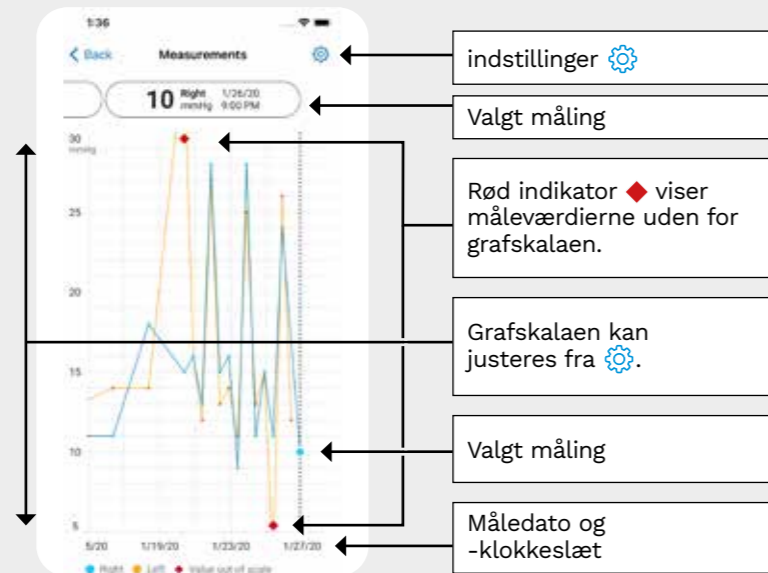 1:36
Back
Measurements
indstillinger
10 Right mmHg 1/26/20 9:00 PM
Valgt måling
30
mmHg
25
20
15
10
5
Rød indikator ◆ viser
måleværdierne uden for
grafskalaen.
Grafskalaen kan
justeres fra
.
Valgt måling
5/20 1/19/20 1/23/20 1/27/20
Måledato og
-klokkeslæt
Right Left Value out of scale